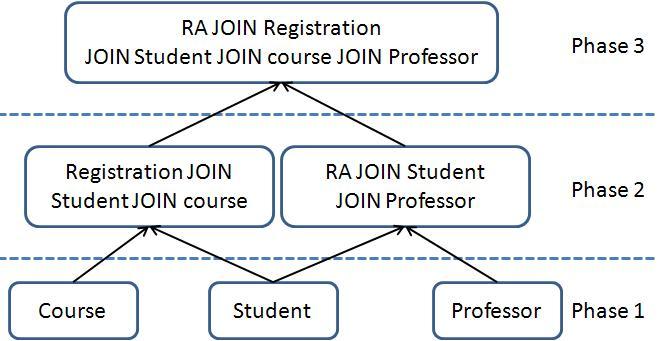 RA JOIN Registration
JOIN Student JOIN course JOIN Professor
Phase 3
Registration JOIN
Student JOIN course
RA JOIN Student
JOIN Professor
Phase 2
Course
Student
Professor
Phase 1